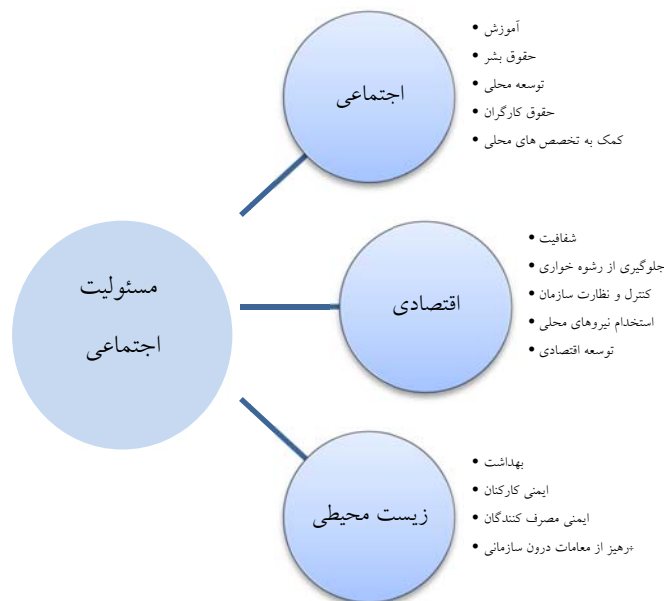 مسئولیت
اجتماعی
اجتماعی
• آموزش
• حقوق بشر
• توسعه محلی
• حقوق کارگران
• کمک به تخصص های محلی
اقتصادی
• شفافیت
• جلوگیری از رشوه خواری
• کنترل و نظارت سازمان
• استخدام نیروهای محلی
• توسعه اقتصادی
زیست محیطی
• بهداشت
• ایمنی کارکنان
• ایمنی مصرف کنندگان
• ÷رهیز از معامات درون سازمانی